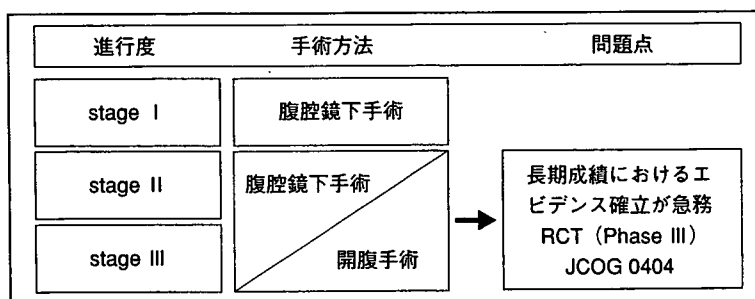 進行度 手術方法 問題点
stage I 腹腔鏡下手術
stage II 腹腔鏡下手術
stage III 開腹手術
長期成績におけるエ
ビデンス確立が急務
RCT（Phase III）
JCOG 0404